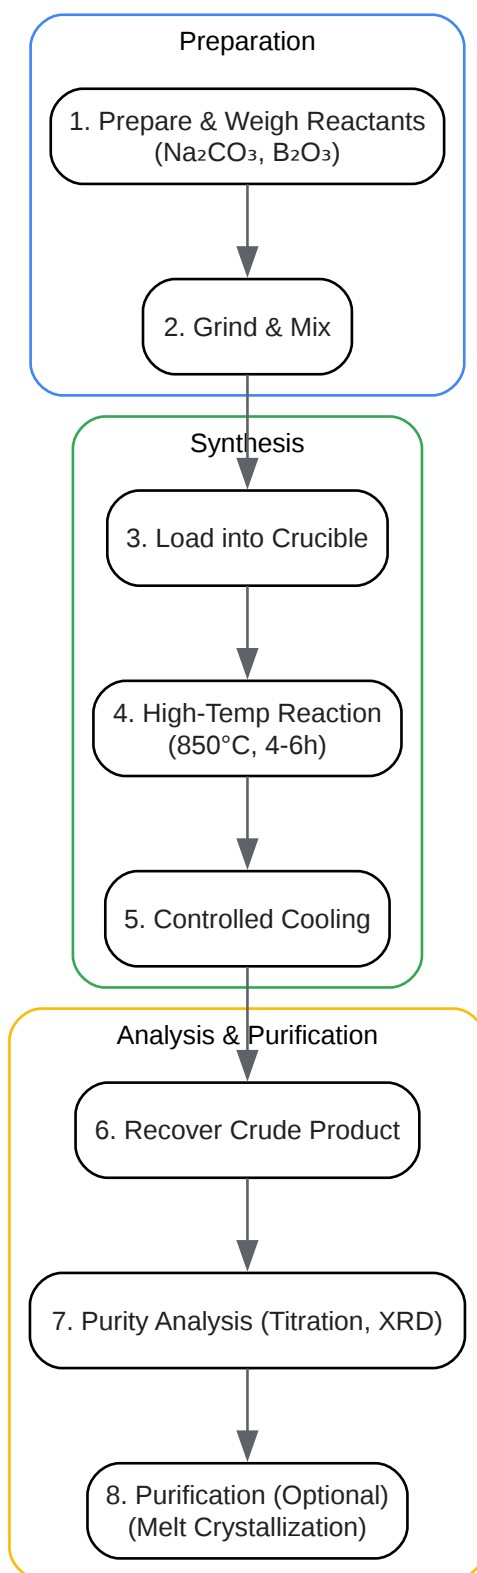 Preparation
1. Prepare & Weigh Reactants
(Na₂CO₃, B₂O₃)
2. Grind & Mix
Synthesis
3. Load into Crucible
4. High-Temp Reaction
(850°C, 4-6h)
5. Controlled Cooling
Analysis & Purification
6. Recover Crude Product
7. Purity Analysis (Titration, XRD)
8. Purification (Optional)
(Melt Crystallization)